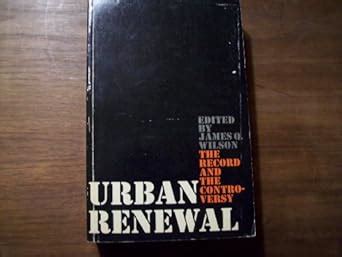 EDITED
BY
JAMES Q.
WILSON
THE
RECORD
AND
THE
CONTRO-
VERSY
URBAN
RENEWAL